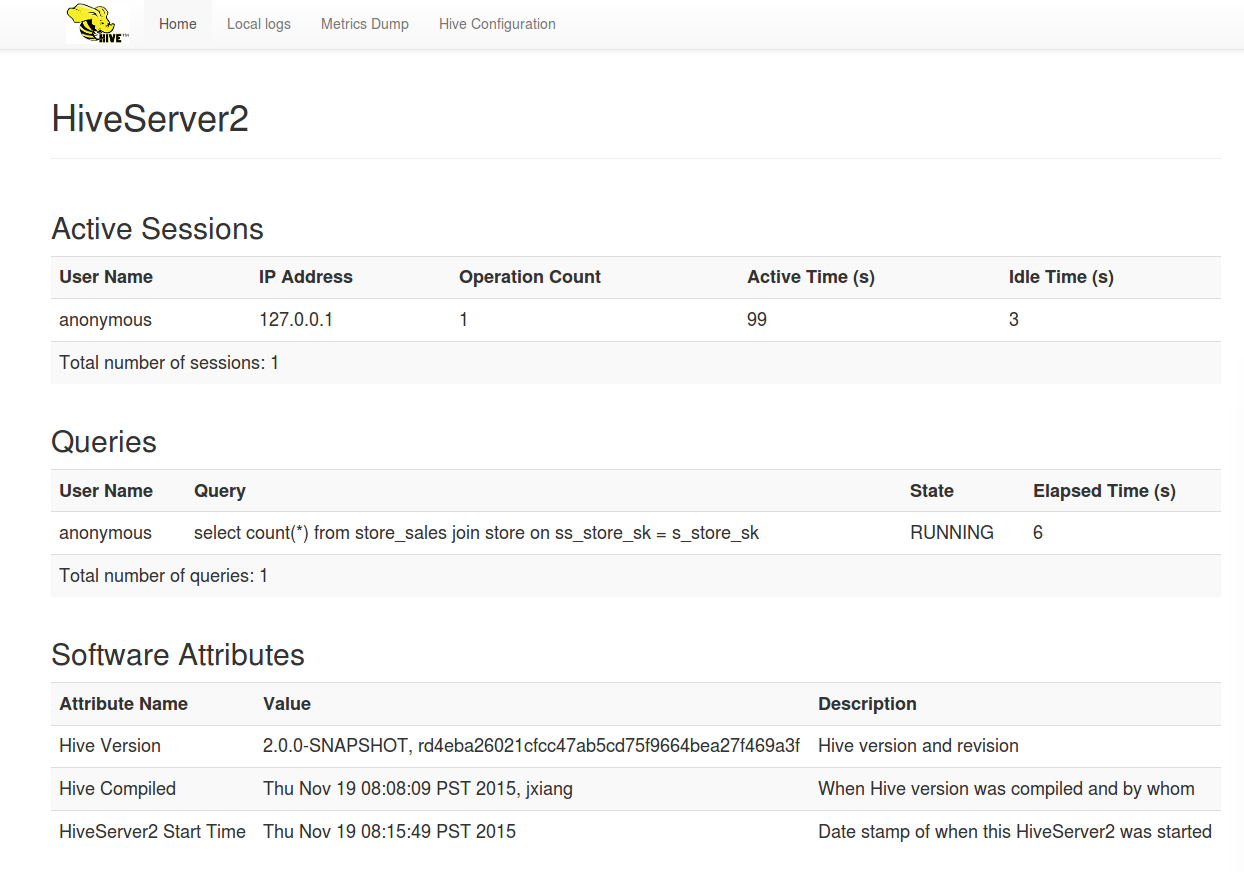 HIVE™
Home Local logs Metrics Dump Hive Configuration
HiveServer2
Active Sessions
User Name IP Address Operation Count Active Time (s) Idle Time (s)
anonymous 127.0.0.1 1 99 3
Total number of sessions: 1
Queries
User Name Query State Elapsed Time (s)
anonymous select count(*) from store_sales join store on ss_store_sk = s_store_sk RUNNING 6
Total number of queries: 1
Software Attributes
Attribute Name Value Description
Hive Version 2.0.0-SNAPSHOT, rd4eba26021cfcc47ab5cd75f9664bea27f469a3f Hive version and revision
Hive Compiled Thu Nov 19 08:08:09 PST 2015, jxiang When Hive version was compiled and by whom
HiveServer2 Start Time Thu Nov 19 08:15:49 PST 2015 Date stamp of when this HiveServer2 was started